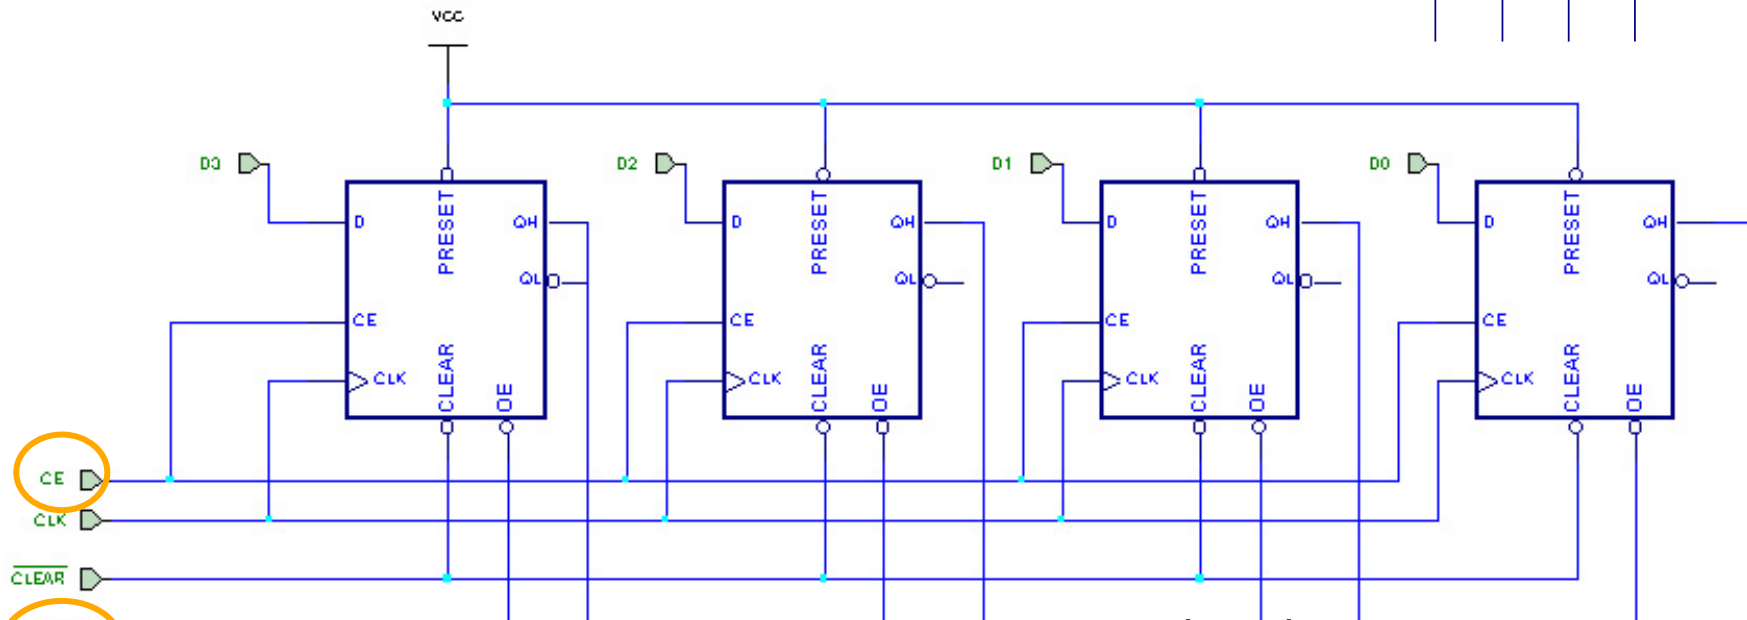 VCC
D3 D2 D1 D0
D PRESET QH D PRESET QH D PRESET QH D PRESET QH
QL QL QL QL
CE CE CE CE
CLK CLEAR OE CLK CLEAR OE CLK CLEAR OE CLK CLEAR OE
CE
CLK
CLEAR